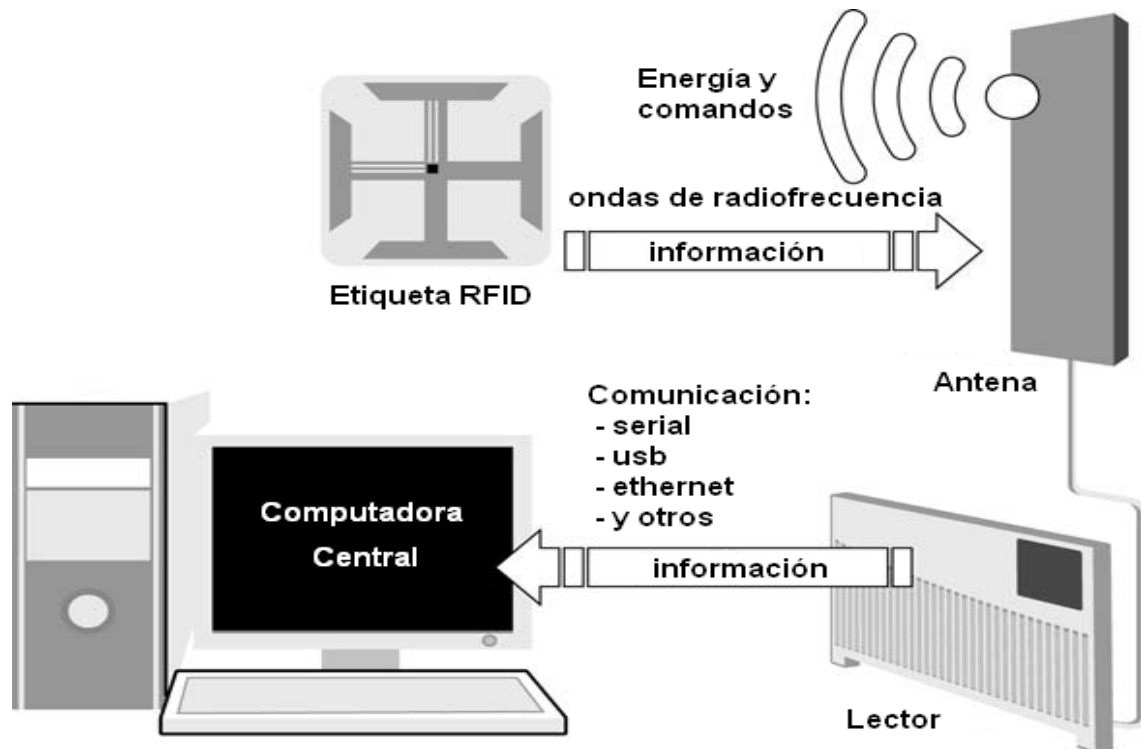 Energía y
comandos
ondas de radiofrecuencia
información
Etiqueta RFID
Antena
Comunicación:
- serial
- usb
- ethernet
- y otros
Computadora
Central
información
Lector